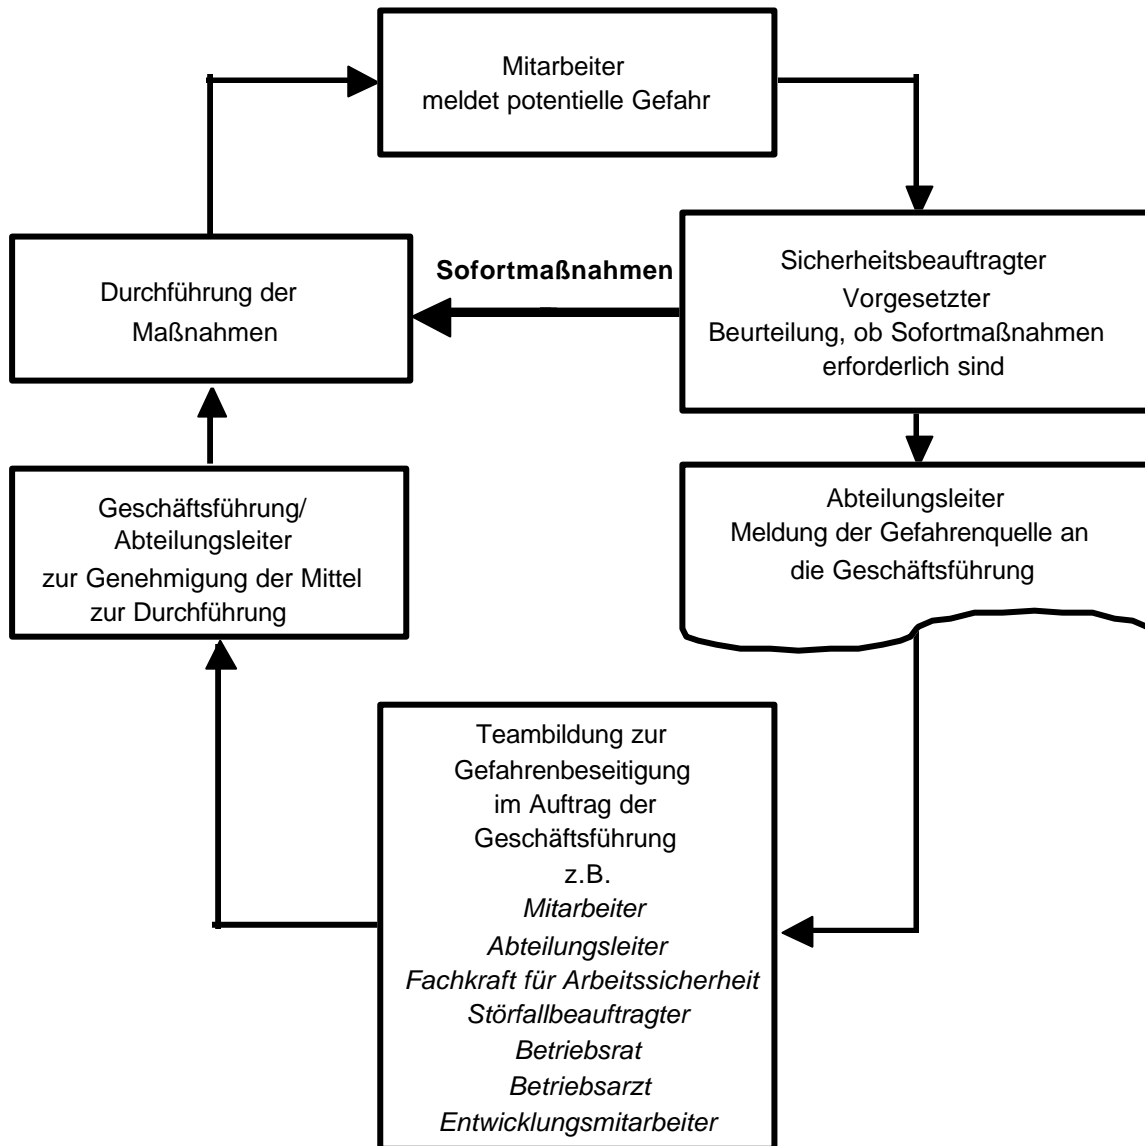 Mitarbeiter
meldet potentielle Gefahr
Sofortmaßnahmen
Sicherheitsbeauftragter
Vorgesetzter
Beurteilung, ob Sofortmaßnahmen
erforderlich sind
Durchführung der
Maßnahmen
Abteilungsleiter
Meldung der Gefahrenquelle an
die Geschäftsführung
Geschäftsführung/
Abteilungsleiter
zur Genehmigung der Mittel
zur Durchführung
Teambildung zur
Gefahrenbeseitigung
im Auftrag der
Geschäftsführung
z.B.
Mitarbeiter
Abteilungsleiter
Fachkraft für Arbeitssicherheit
Störfallbeauftragter
Betriebsrat
Betriebsarzt
Entwicklungsmitarbeiter